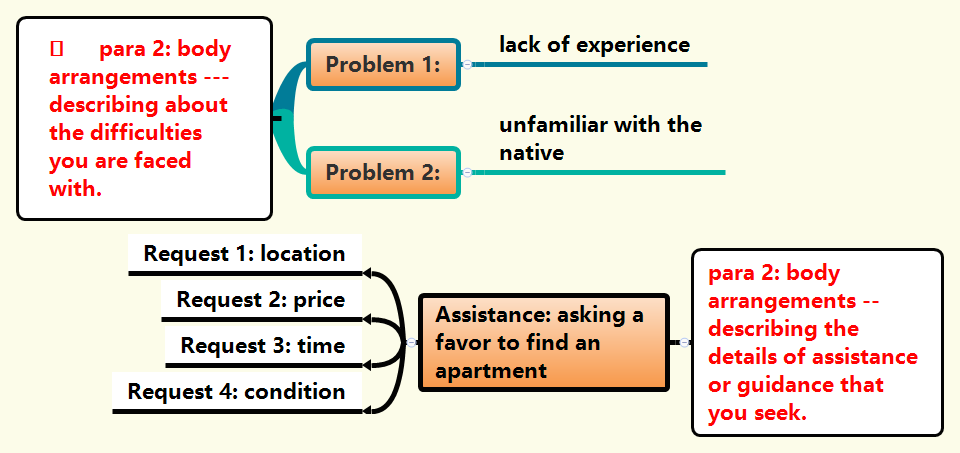 para 2: body
arrangements ---
describing about
the difficulties
you are faced
with.
Problem 1:
lack of experience
Problem 2:
unfamiliar with the
native
Request 1: location
Request 2: price
Request 3: time
Request 4: condition
Assistance: asking a
favor to find an
apartment
para 2: body
arrangements --
describing the
details of assistance
or guidance that
you seek.